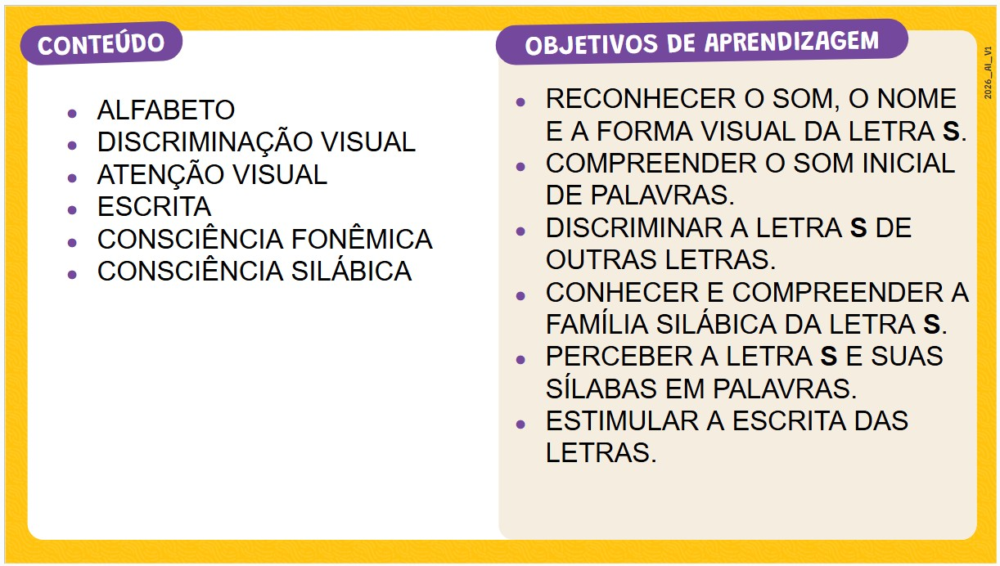 CONTEÚDO
• ALFABETO
• DISCRIMINAÇÃO VISUAL
• ATENÇÃO VISUAL
• ESCRITA
• CONSCIÊNCIA FONÊMICA
• CONSCIÊNCIA SILÁBICA
OBJETIVOS DE APRENDIZAGEM
• RECONHECER O SOM, O NOME
E A FORMA VISUAL DA LETRA S.
• COMPREENDER O SOM INICIAL
DE PALAVRAS.
• DISCRIMINAR A LETRA S DE
OUTRAS LETRAS.
• CONHECER E COMPREENDER A
FAMÍLIA SILÁBICA DA LETRA S.
• PERCEBER A LETRA S E SUAS
SÍLABAS EM PALAVRAS.
• ESTIMULAR A ESCRITA DAS
LETRAS.
2026_AI_V1